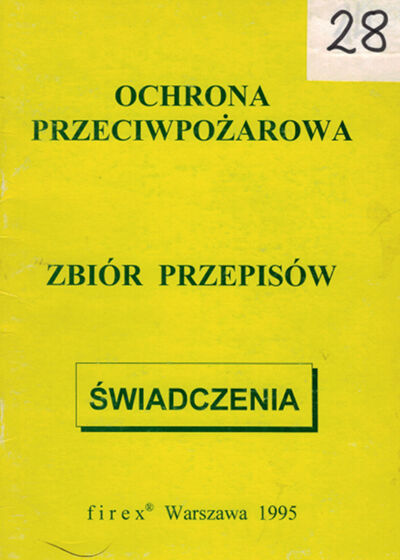 28
OCHRONA
PRZECIWPOŻAROWA
ZBIÓR PRZEPISÓW
ŚWIADCZENIA
firex® Warszawa 1995